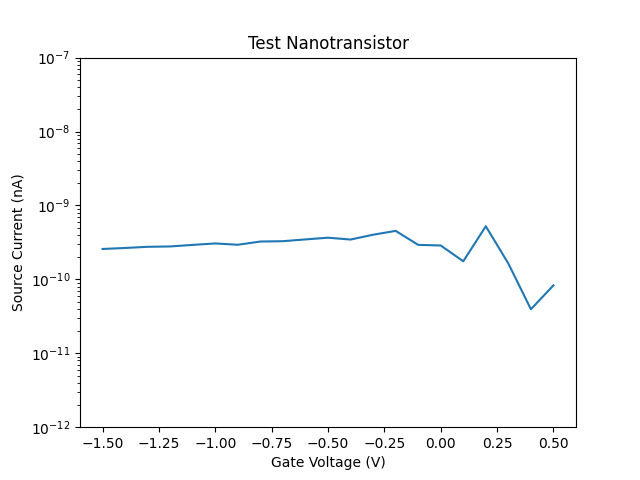 Test Nanotransistor
10⁻⁷
10⁻⁸
10⁻⁹
10⁻¹⁰
10⁻¹¹
10⁻¹²
Source Current (nA)
−1.50 −1.25 −1.00 −0.75 −0.50 −0.25 0.00 0.25 0.50
Gate Voltage (V)